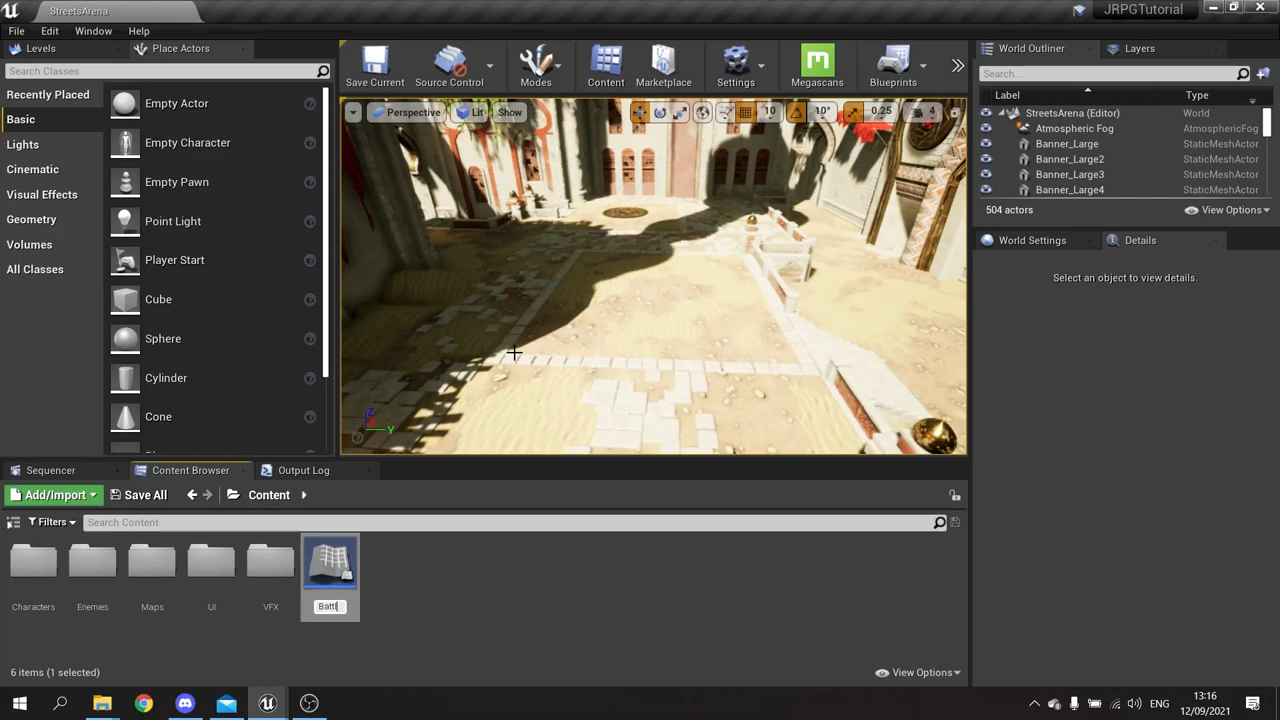 StreetsArena
JRPGTutorial
File Edit Window Help
Levels
Place Actors
Search Classes
Recently Placed
Basic
Lights
Cinematic
Visual Effects
Geometry
Volumes
All Classes
Empty Actor
Empty Character
Empty Pawn
Point Light
Player Start
Cube
Sphere
Cylinder
Cone
Save Current
Source Control
Modes
Content
Marketplace
Settings
Megascans
Blueprints
Perspective
Lit
Show
10
10°
0.25
4
Z
Y
World Outliner
Layers
Search...
Label
Type
StreetsArena (Editor) World
Atmospheric Fog AtmosphericFog
Banner_Large StaticMeshActor
Banner_Large2 StaticMeshActor
Banner_Large3 StaticMeshActor
Banner_Large4 StaticMeshActor
504 actors
View Options
World Settings
Details
Select an object to view details.
Sequencer
Content Browser
Output Log
Add/Import
Save All
Content
Filters
Search Content
Characters
Enemies
Maps
UI
VFX
Battl
6 items (1 selected)
View Options
ENG
13:16
12/09/2021